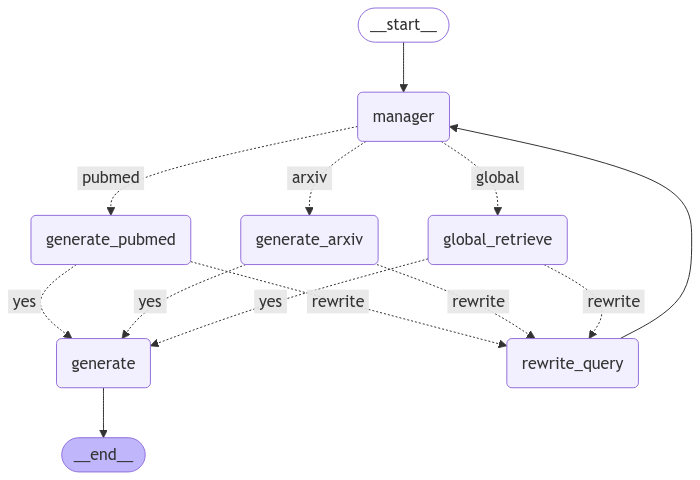 __start__
manager
pubmed
arxiv
global
generate_pubmed
generate_arxiv
global_retrieve
yes
yes
yes
rewrite
rewrite
rewrite
generate
rewrite_query
__end__